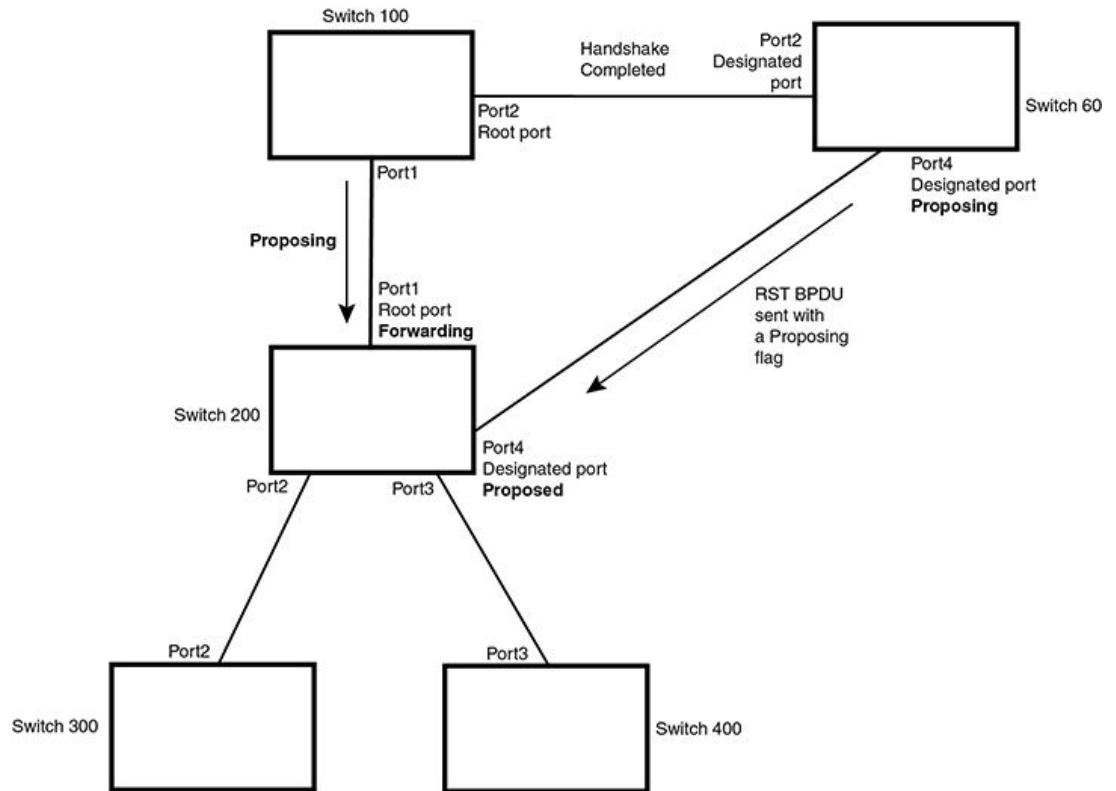 Switch 100
Handshake
Completed
Port2
Designated
port
Switch 60
Port2
Root port
Port1
Port4
Designated port
Proposing
Proposing
Port1
Root port
Forwarding
RST BPDU
sent with
a Proposing
flag
Switch 200
Port4
Designated port
Proposed
Port2
Port3
Port2
Port3
Switch 300
Switch 400